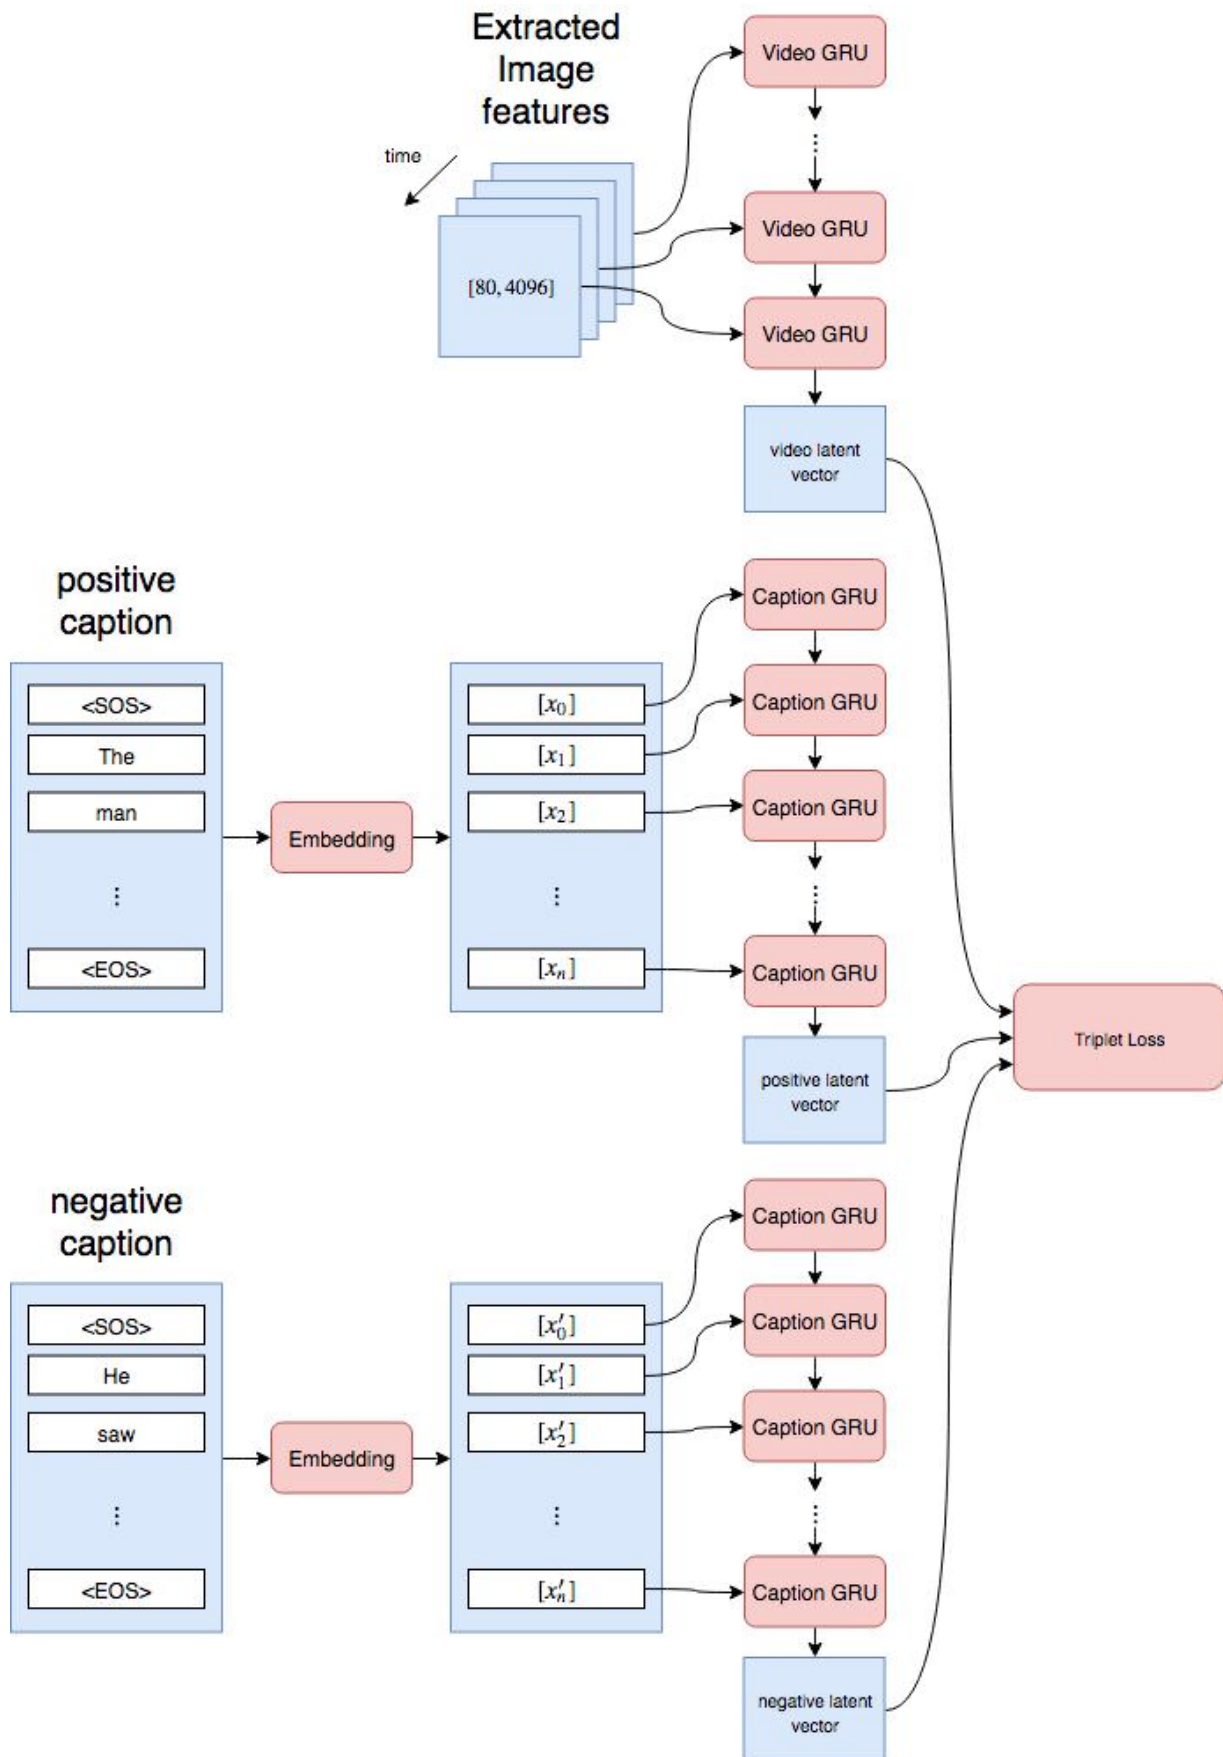 Extracted
Image
features
time
[80, 4096]
Video GRU
⋮
Video GRU
Video GRU
video latent
vector
positive
caption
<SOS>
The
man
⋮
<EOS>
Embedding
[x₀]
[x₁]
[x₂]
⋮
[xₙ]
Caption GRU
Caption GRU
Caption GRU
⋮
Caption GRU
positive latent
vector
Triplet Loss
negative
caption
<SOS>
He
saw
⋮
<EOS>
Embedding
[x′₀]
[x′₁]
[x′₂]
⋮
[x′ₙ]
Caption GRU
Caption GRU
Caption GRU
⋮
Caption GRU
negative latent
vector